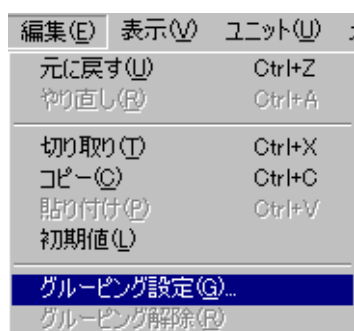 編集(E) 表示(V) ユニット(U)
元に戻す(U) Ctrl+Z
やり直し(R) Ctrl+A
切り取り(T) Ctrl+X
コピー(C) Ctrl+C
貼り付け(P) Ctrl+V
初期値(L)
グルーピング設定(G)...
グルーピング解除(R)